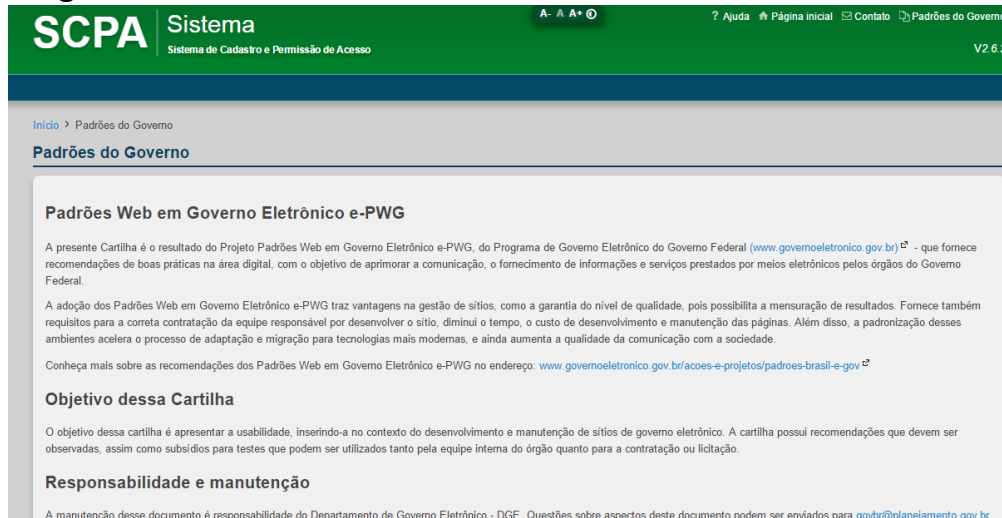 SCPA
Sistema
Sistema de Cadastro e Permissão de Acesso
A- A A+
? Ajuda Página inicial Contato Padrões do Governo
V2.6.2
Início > Padrões do Governo
Padrões do Governo
Padrões Web em Governo Eletrônico e-PWG
A presente Cartilha é o resultado do Projeto Padrões Web em Governo Eletrônico e-PWG, do Programa de Governo Eletrônico do Governo Federal (www.governoeletronico.gov.br) - que fornece
recomendações de boas práticas na área digital, com o objetivo de aprimorar a comunicação, o fornecimento de informações e serviços prestados por meios eletrônicos pelos órgãos do Governo
Federal.
A adoção dos Padrões Web em Governo Eletrônico e-PWG traz vantagens na gestão de sítios, como a garantia do nível de qualidade, pois possibilita a mensuração de resultados. Fornece também
requisitos para a correta contratação da equipe responsável por desenvolver o sítio, diminui o tempo, o custo de desenvolvimento e manutenção das páginas. Além disso, a padronização desses
ambientes acelera o processo de adaptação e migração para tecnologias mais modernas, e ainda aumenta a qualidade da comunicação com a sociedade.
Conheça mais sobre as recomendações dos Padrões Web em Governo Eletrônico e-PWG no endereço: www.governoeletronico.gov.br/acoes-e-projetos/padroes-brasil-e-gov
Objetivo dessa Cartilha
O objetivo dessa cartilha é apresentar a usabilidade, inserindo-a no contexto do desenvolvimento e manutenção de sítios de governo eletrônico. A cartilha possui recomendações que devem ser
observadas, assim como subsídios para testes que podem ser utilizados tanto pela equipe interna do órgão quanto para a contratação ou licitação.
Responsabilidade e manutenção
A manutenção desse documento é responsabilidade do Departamento de Governo Eletrônico - DGE. Questões sobre aspectos deste documento podem ser enviados para govbr@planejamento.gov.br